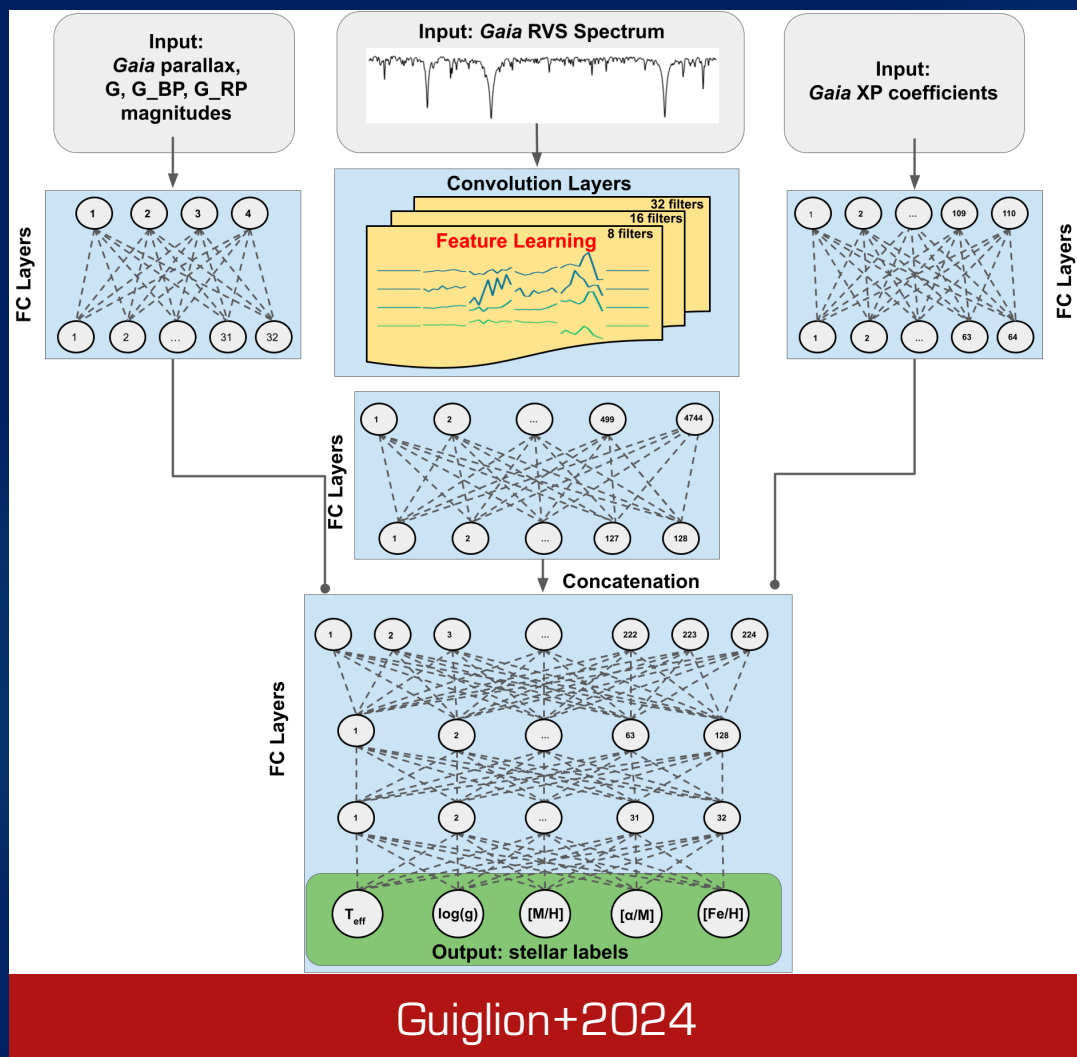 Input:
Gaia parallax,
G, G_BP, G_RP
magnitudes
Input: Gaia RVS Spectrum
Input:
Gaia XP coefficients
FC Layers
1 2 3 4
1 2 ... 31 32
Convolution Layers
32 filters
16 filters
8 filters
Feature Learning
FC Layers
1 2 ... 109 110
1 2 ... 63 64
FC Layers
1 2 ... 499 4744
1 2 ... 127 128
Concatenation
FC Layers
1 2 3 ... 222 223 224
1 2 ... 63 128
1 2 ... 31 32
Teff log(g) [M/H] [α/M] [Fe/H]
Output: stellar labels
Guiglion+2024